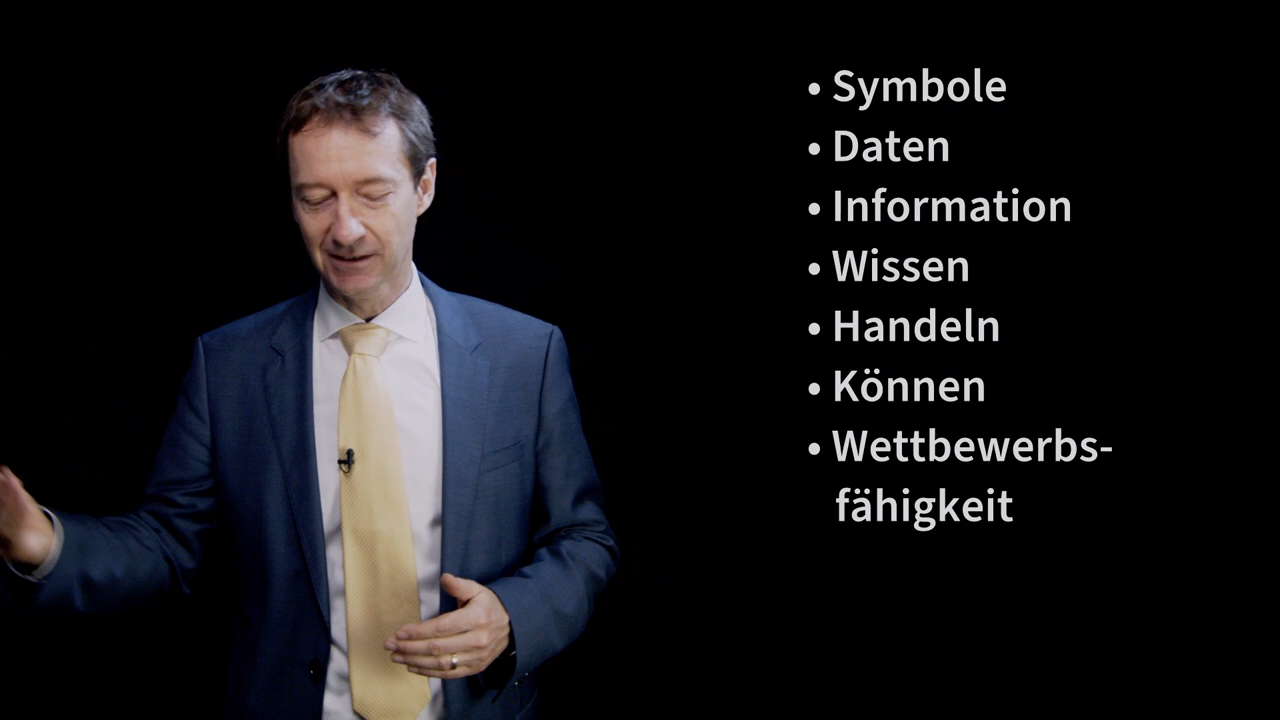 • Symbole
• Daten
• Information
• Wissen
• Handeln
• Können
• Wettbewerbs-
fähigkeit